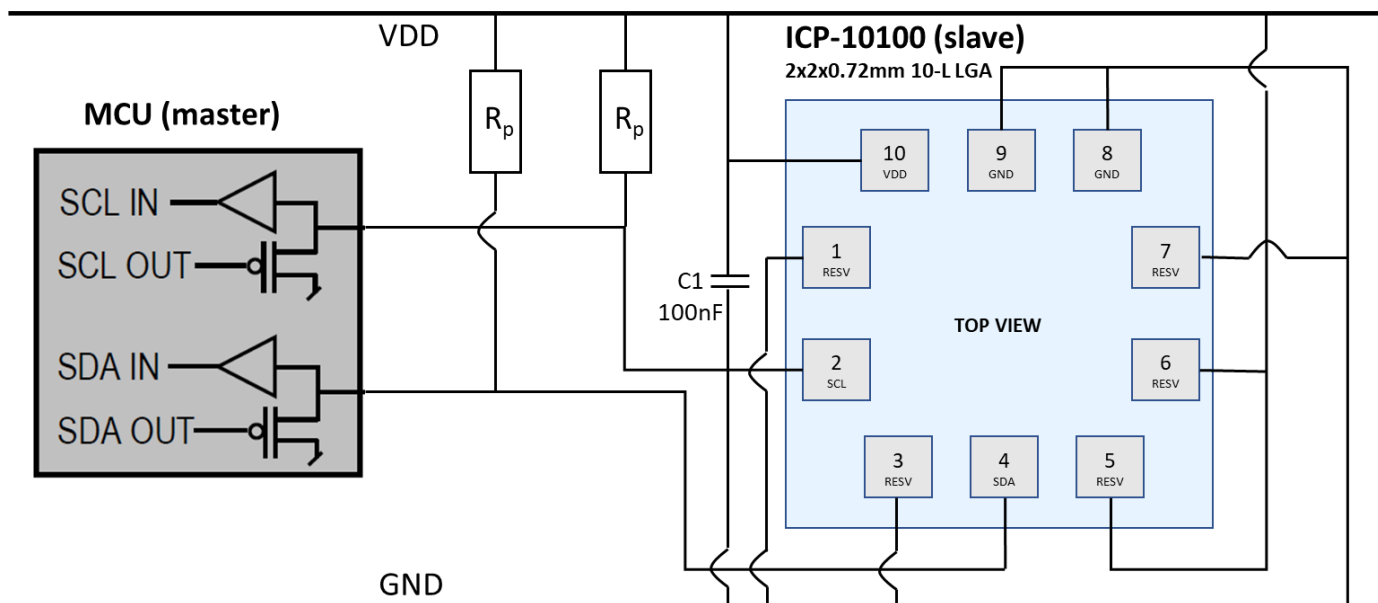 VDD
ICP-10100 (slave)
2x2x0.72mm 10-L LGA
MCU (master)
Rp
Rp
10
VDD
9
GND
8
GND
SCL IN
SCL OUT
1
RESV
7
RESV
C1
100nF
TOP VIEW
SDA IN
SDA OUT
2
SCL
6
RESV
3
RESV
4
SDA
5
RESV
GND